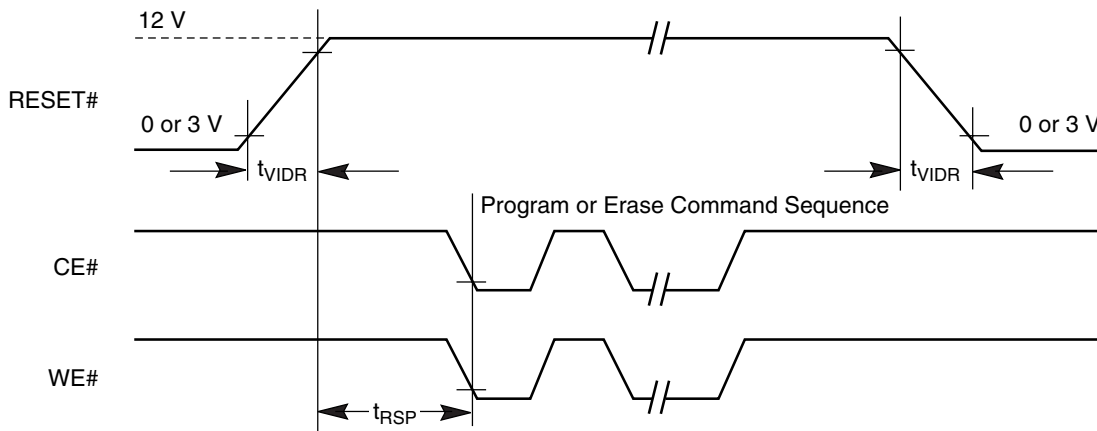 12 V
RESET#
0 or 3 V
0 or 3 V
tVIDR
tVIDR
Program or Erase Command Sequence
CE#
WE#
tRSP